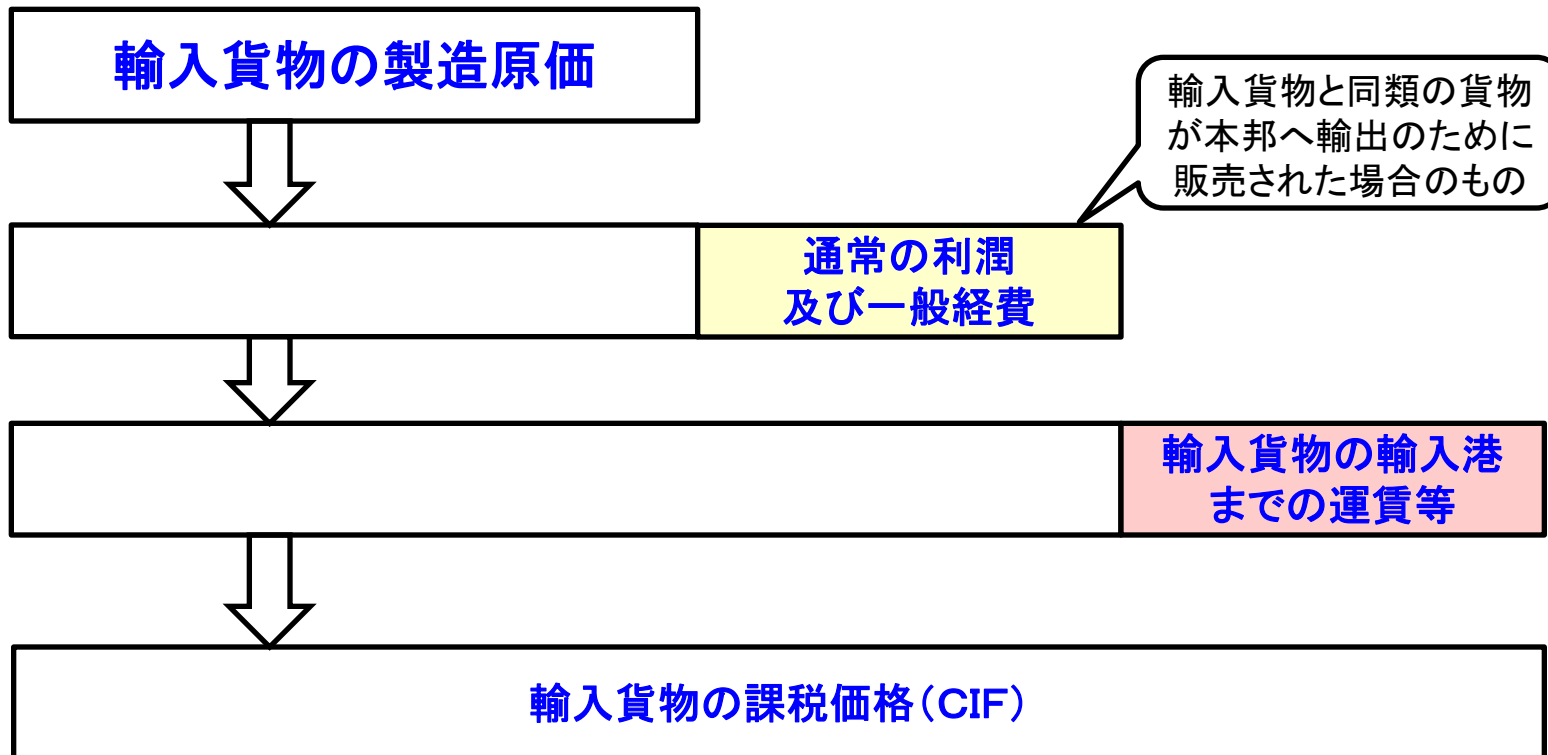 輸入貨物の製造原価
輸入貨物と同類の貨物
が本邦へ輸出のために
販売された場合のもの
通常の利潤
及び一般経費
輸入貨物の輸入港
までの運賃等
輸入貨物の課税価格(CIF)